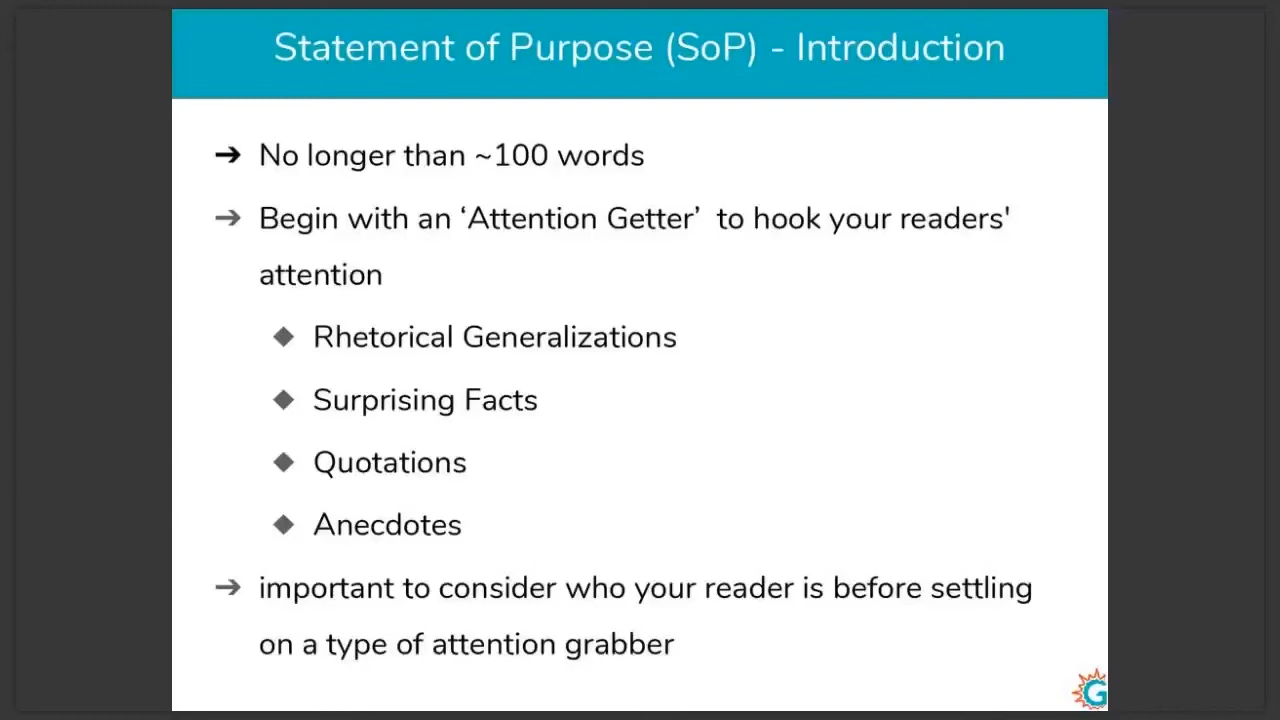 Statement of Purpose (SoP) - Introduction
➔ No longer than ~100 words
➔ Begin with an ‘Attention Getter’ to hook your readers'
attention
◆ Rhetorical Generalizations
◆ Surprising Facts
◆ Quotations
◆ Anecdotes
➔ important to consider who your reader is before settling
on a type of attention grabber
G